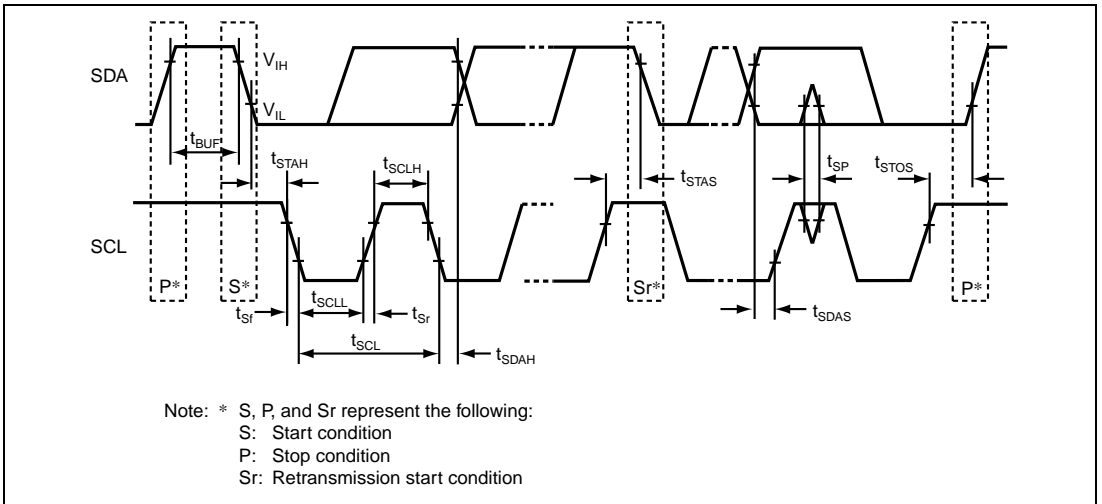 SDA
V_IH
V_IL
t_BUF
t_STAH
t_SCLH
t_STAS
t_SP
t_STOS
SCL
P*
S*
Sr*
P*
t_Sf
t_SCLL
t_Sr
t_SCL
t_SDAH
t_SDAS
Note: * S, P, and Sr represent the following:
S: Start condition
P: Stop condition
Sr: Retransmission start condition